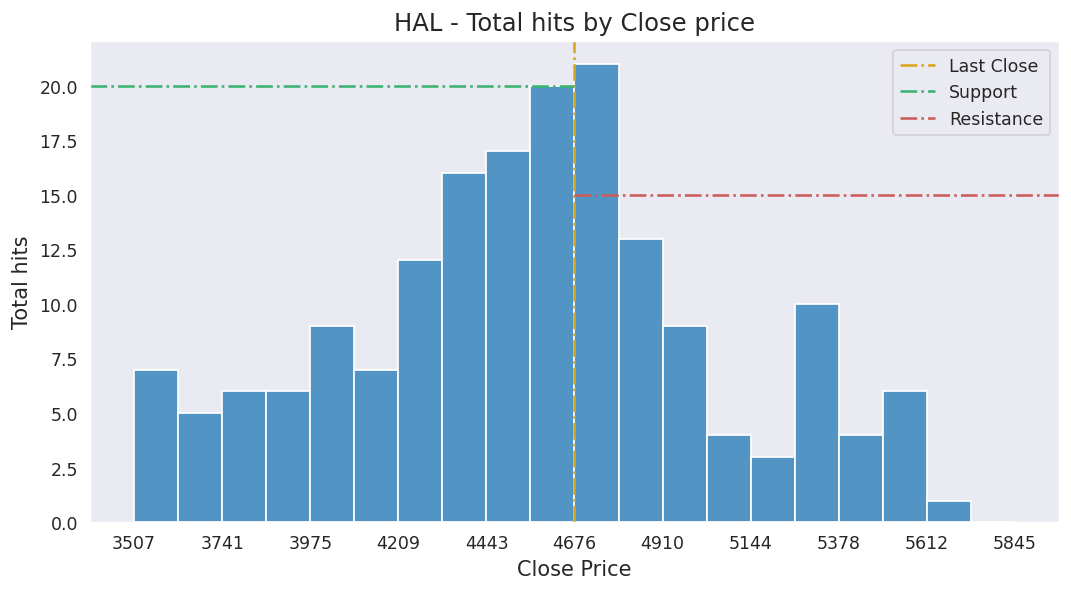 HAL - Total hits by Close price
Last Close
Support
Resistance
Total hits
20.0
17.5
15.0
12.5
10.0
7.5
5.0
2.5
0.0
3507 3741 3975 4209 4443 4676 4910 5144 5378 5612 5845
Close Price